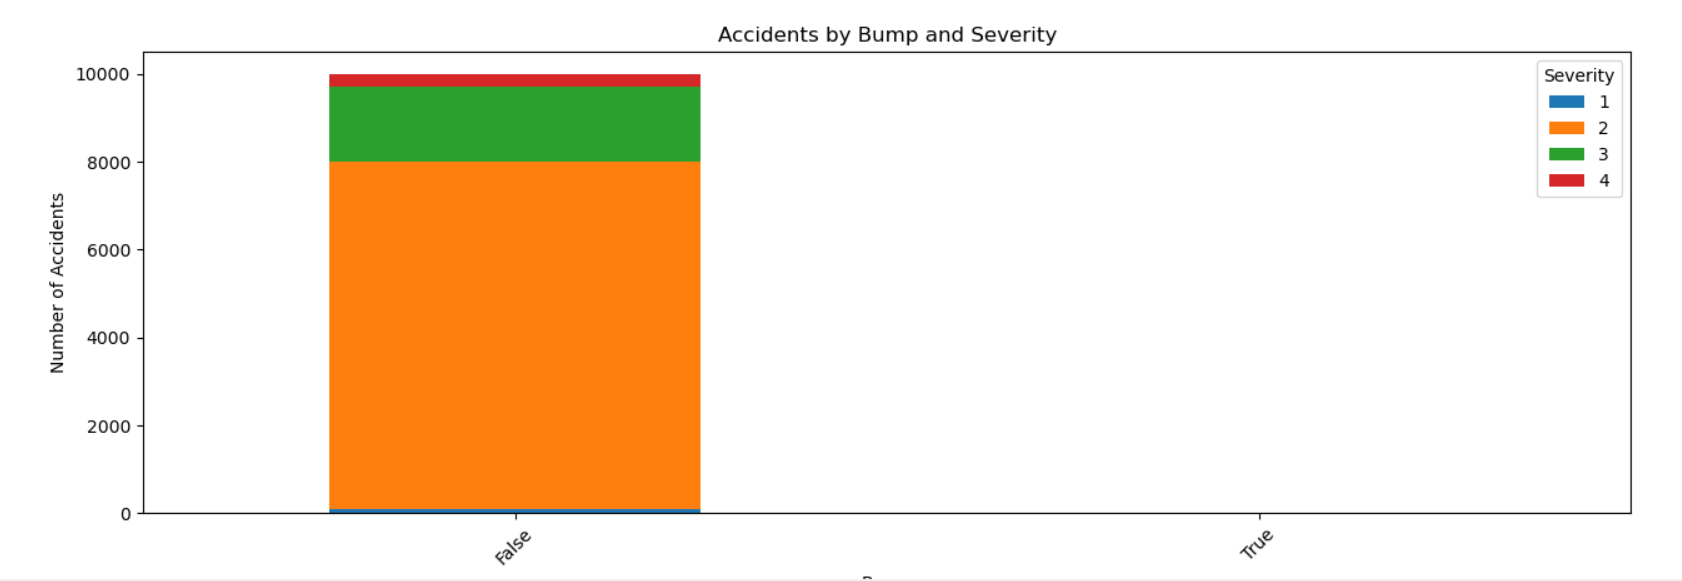 Accidents by Bump and Severity
Number of Accidents
10000
8000
6000
4000
2000
0
False
True
Severity
1
2
3
4